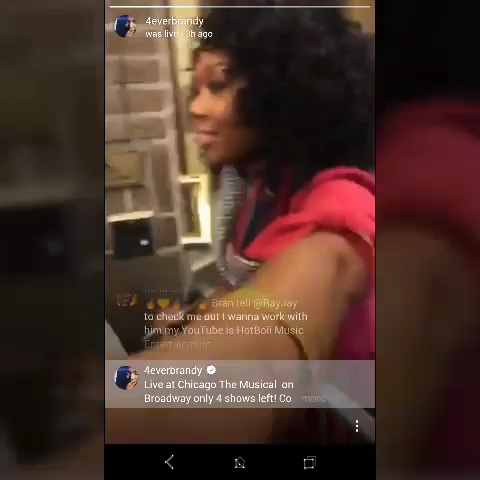 4everbrandy
was live · 3h ago
Bran tell @RayJay
to check me out I wanna work with
him my YouTube is HotBoii Music
Entertainment
4everbrandy
Live at Chicago The Musical on
Broadway only 4 shows left! Co more